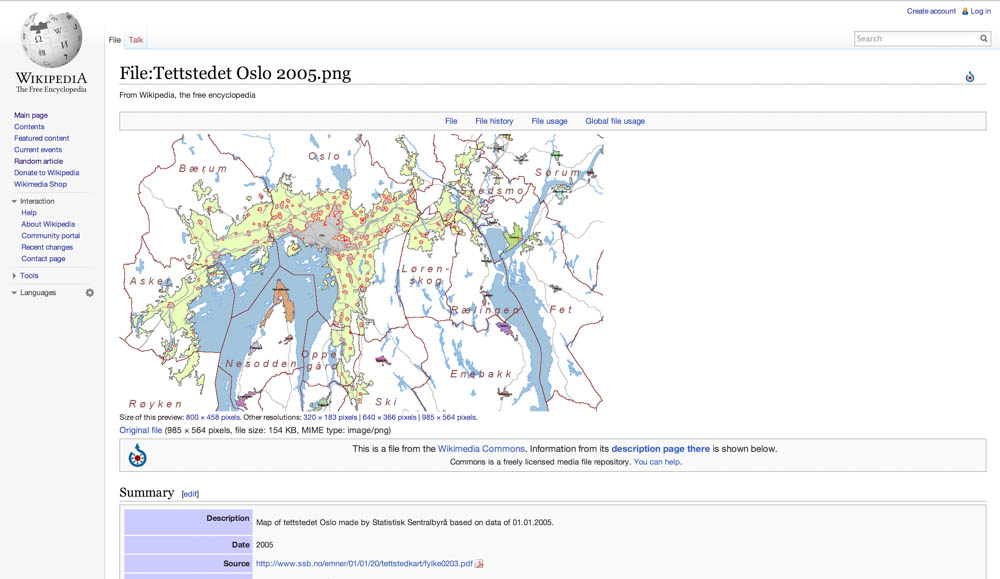 Create account Log in
WIKIPEDIA
The Free Encyclopedia
File Talk
Search
File:Tettstedet Oslo 2005.png
From Wikipedia, the free encyclopedia
Main page
Contents
Featured content
Current events
Random article
Donate to Wikipedia
Wikimedia Shop
Interaction
Help
About Wikipedia
Community portal
Recent changes
Contact page
Tools
Languages
File File history File usage Global file usage
Bærum
Oslo
Skedsmo
Sørum
Asker
Løren-
skog
Rælingen
Fet
Nesodden
Oppe
gård
Enebakk
Røyken
Ski
Size of this preview: 800 × 458 pixels. Other resolutions: 320 × 183 pixels | 640 × 366 pixels | 985 × 564 pixels.
Original file (985 × 564 pixels, file size: 154 KB, MIME type: image/png)
This is a file from the Wikimedia Commons. Information from its description page there is shown below.
Commons is a freely licensed media file repository. You can help.
Summary [edit]
Description Map of tettstedet Oslo made by Statistisk Sentralbyrå based on data of 01.01.2005.
Date 2005
Source http://www.ssb.no/emner/01/01/20/tettstedkart/fylke0203.pdf